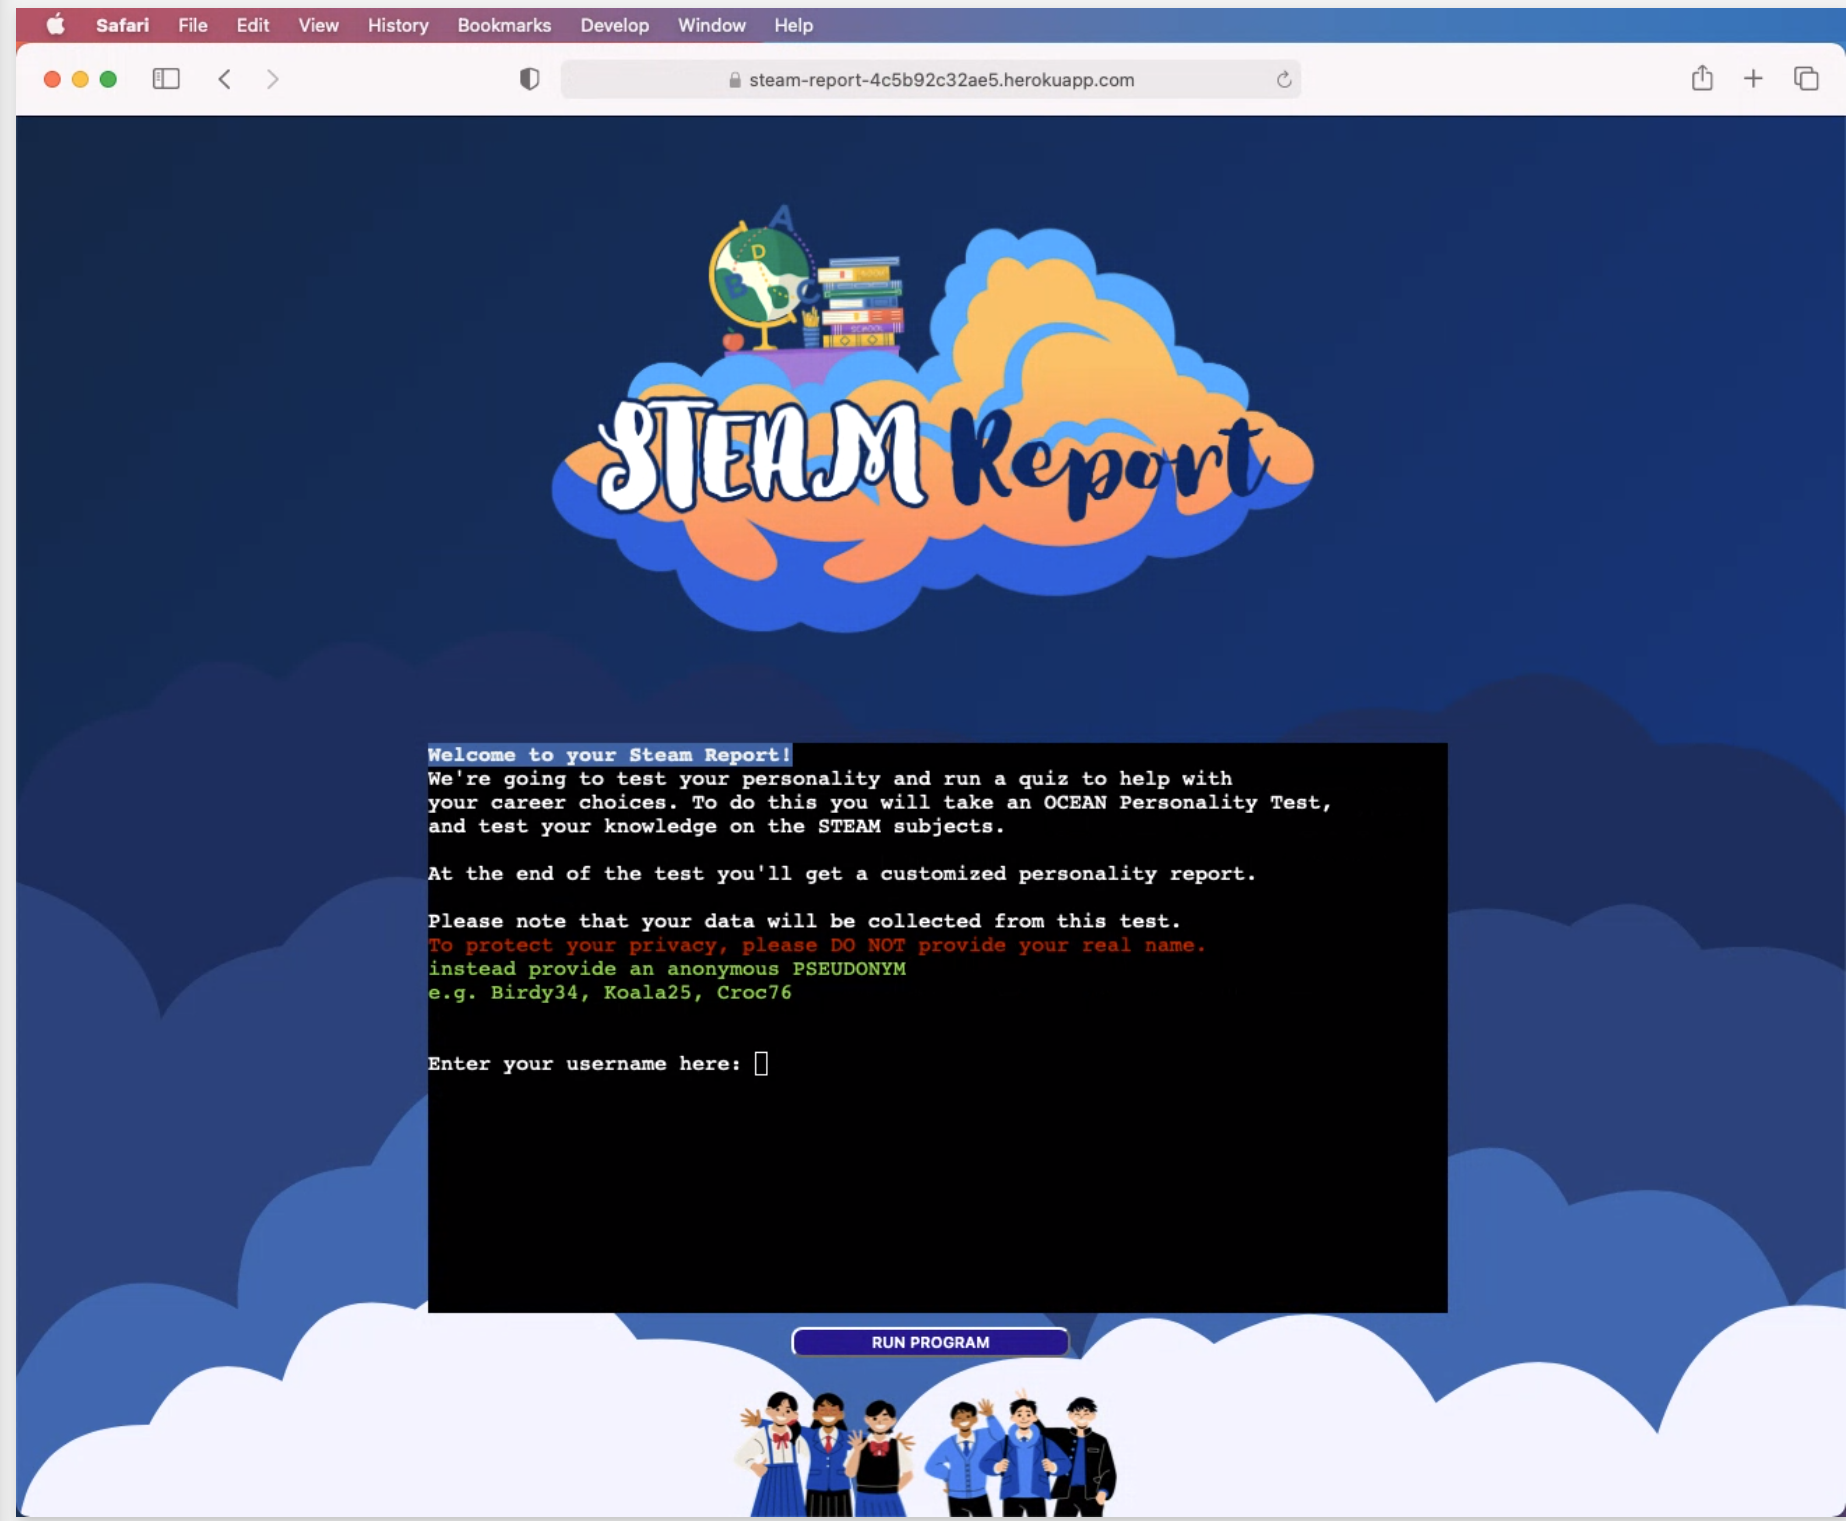 Safari File Edit View History Bookmarks Develop Window Help
steam-report-4c5b92c32ae5.herokuapp.com
A
D
B
C
BOOK
SCHOOL
STEAM Report
Welcome to your Steam Report!
We're going to test your personality and run a quiz to help with
your career choices. To do this you will take an OCEAN Personality Test,
and test your knowledge on the STEAM subjects.
At the end of the test you'll get a customized personality report.
Please note that your data will be collected from this test.
To protect your privacy, please DO NOT provide your real name.
instead provide an anonymous PSEUDONYM
e.g. Birdy34, Koala25, Croc76
Enter your username here:
RUN PROGRAM